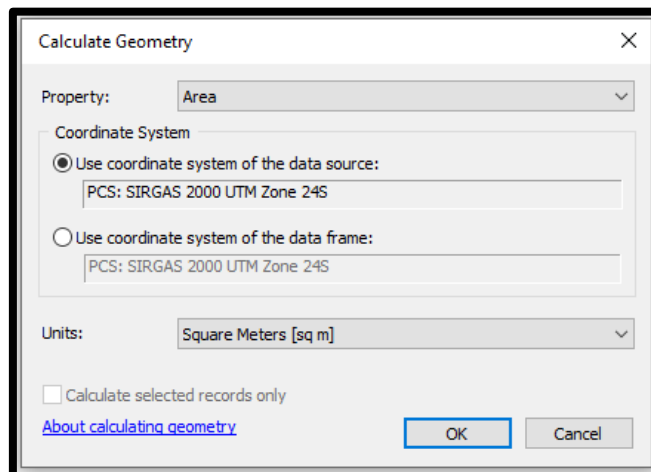 Calculate Geometry
Property: Area
Coordinate System
Use coordinate system of the data source:
PCS: SIRGAS 2000 UTM Zone 24S
Use coordinate system of the data frame:
PCS: SIRGAS 2000 UTM Zone 24S
Units: Square Meters [sq m]
Calculate selected records only
About calculating geometry OK Cancel